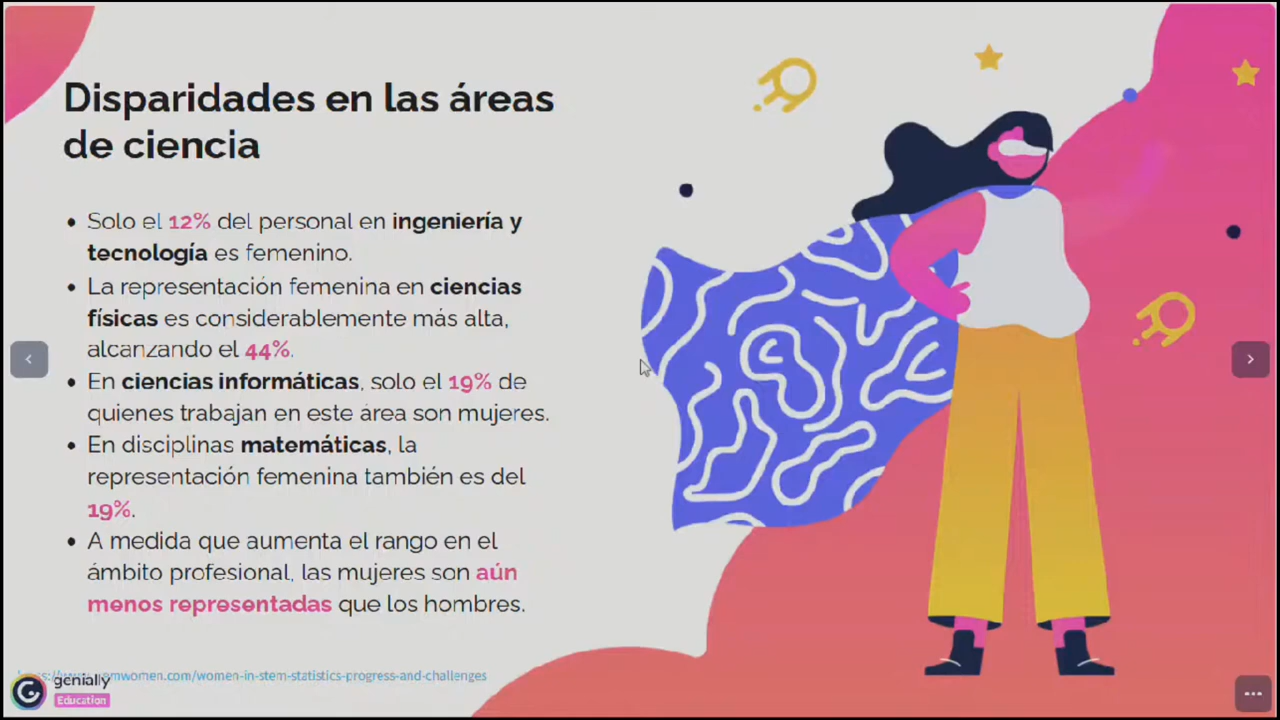 Disparidades en las áreas
de ciencia
• Solo el 12% del personal en ingeniería y
tecnología es femenino.
• La representación femenina en ciencias
físicas es considerablemente más alta,
alcanzando el 44%.
• En ciencias informáticas, solo el 19% de
quienes trabajan en este área son mujeres.
• En disciplinas matemáticas, la
representación femenina también es del
19%.
• A medida que aumenta el rango en el
ámbito profesional, las mujeres son aún
menos representadas que los hombres.
mwomen.com/women-in-stem-statistics-progress-and-challenges
genially
Education